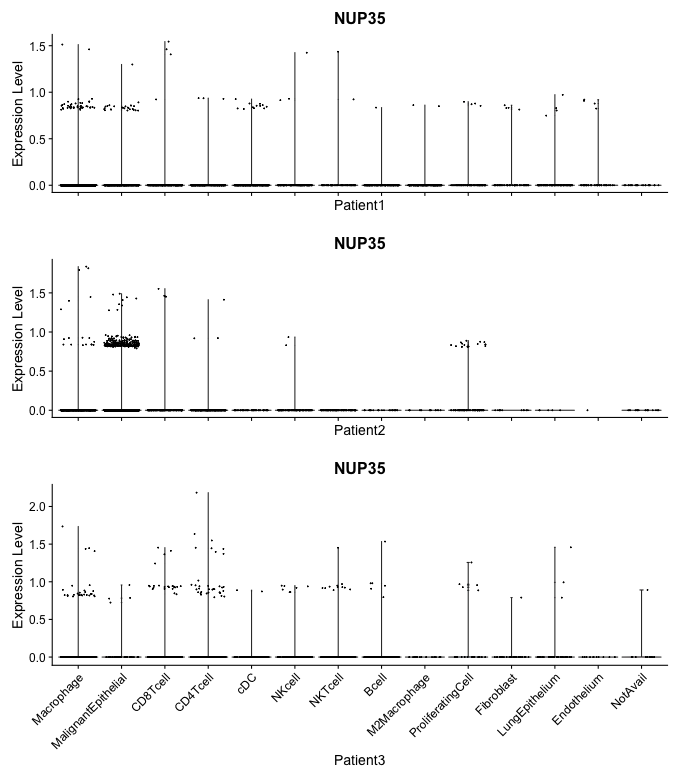 NUP35
Expression Level
1.5
1.0
0.5
0.0
Patient1
NUP35
Expression Level
1.5
1.0
0.5
0.0
Patient2
NUP35
Expression Level
2.0
1.5
1.0
0.5
0.0
Macrophage
MalignantEpithelial
CD8Tcell
CD4Tcell
cDC
NKcell
NKTcell
Bcell
M2Macrophage
ProliferatingCell
Fibroblast
LungEpithelium
Endothelium
NotAvail
Patient3